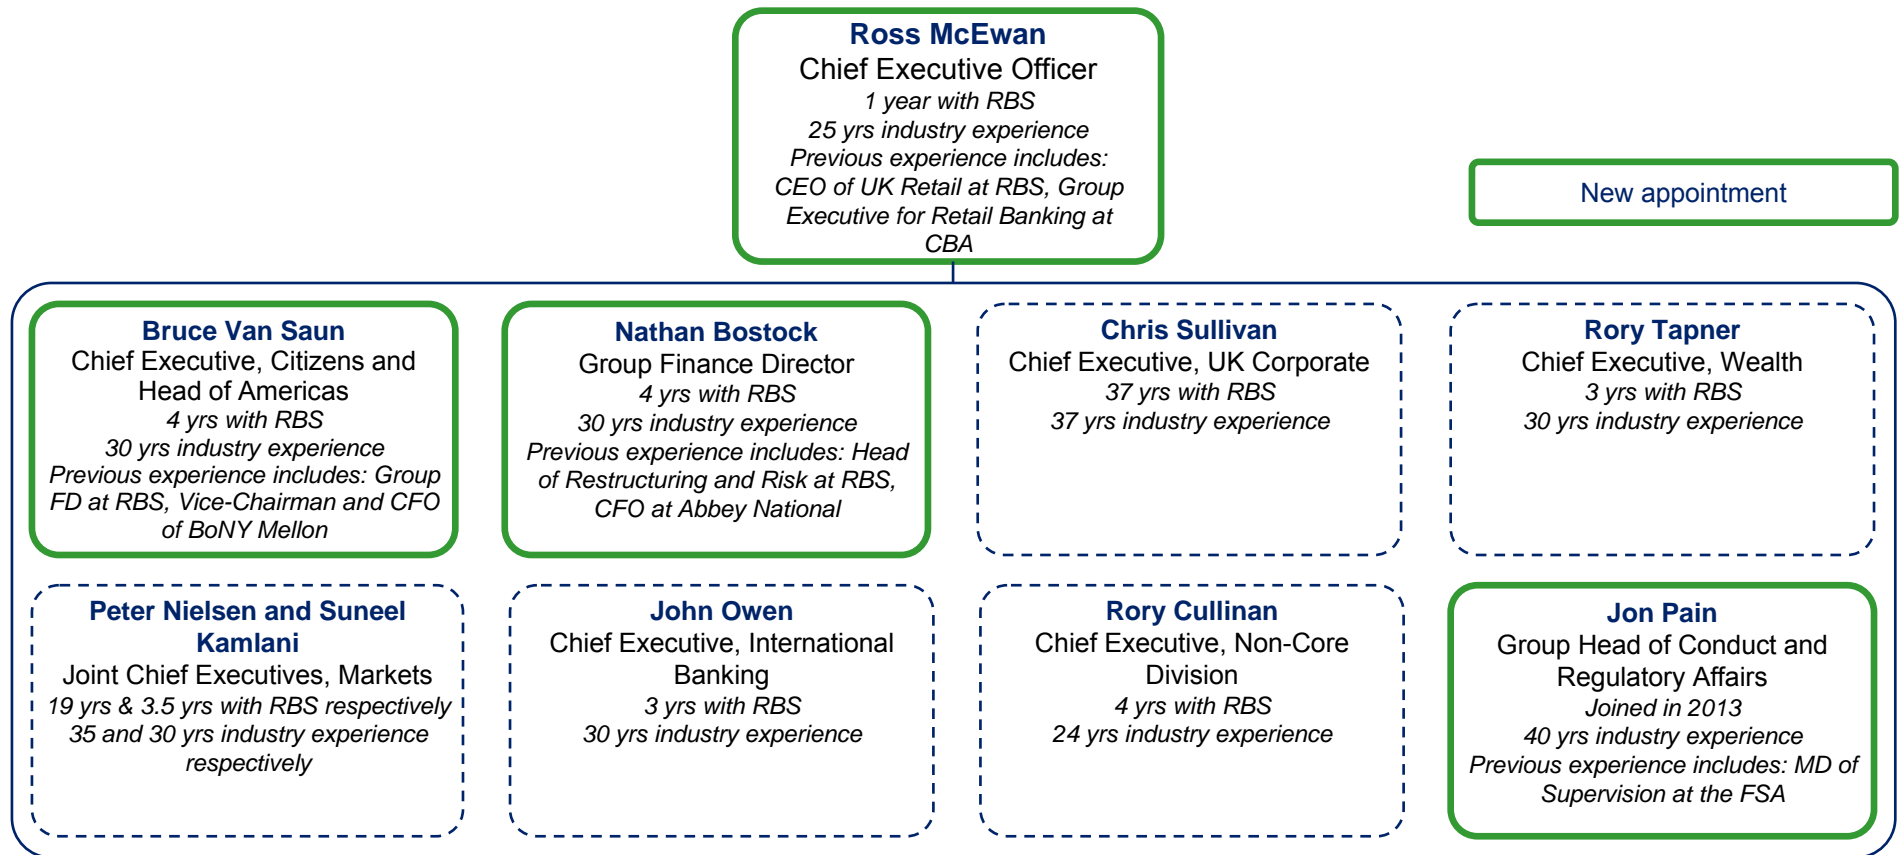 Ross McEwan
Chief Executive Officer
1 year with RBS
25 yrs industry experience
Previous experience includes:
CEO of UK Retail at RBS, Group
Executive for Retail Banking at
CBA
New appointment
Bruce Van Saun
Chief Executive, Citizens and
Head of Americas
4 yrs with RBS
30 yrs industry experience
Previous experience includes: Group
FD at RBS, Vice-Chairman and CFO
of BoNY Mellon
Nathan Bostock
Group Finance Director
4 yrs with RBS
30 yrs industry experience
Previous experience includes: Head
of Restructuring and Risk at RBS,
CFO at Abbey National
Chris Sullivan
Chief Executive, UK Corporate
37 yrs with RBS
37 yrs industry experience
Rory Tapner
Chief Executive, Wealth
3 yrs with RBS
30 yrs industry experience
Peter Nielsen and Suneel
Kamlani
Joint Chief Executives, Markets
19 yrs & 3.5 yrs with RBS respectively
35 and 30 yrs industry experience
respectively
John Owen
Chief Executive, International
Banking
3 yrs with RBS
30 yrs industry experience
Rory Cullinan
Chief Executive, Non-Core
Division
4 yrs with RBS
24 yrs industry experience
Jon Pain
Group Head of Conduct and
Regulatory Affairs
Joined in 2013
40 yrs industry experience
Previous experience includes: MD of
Supervision at the FSA